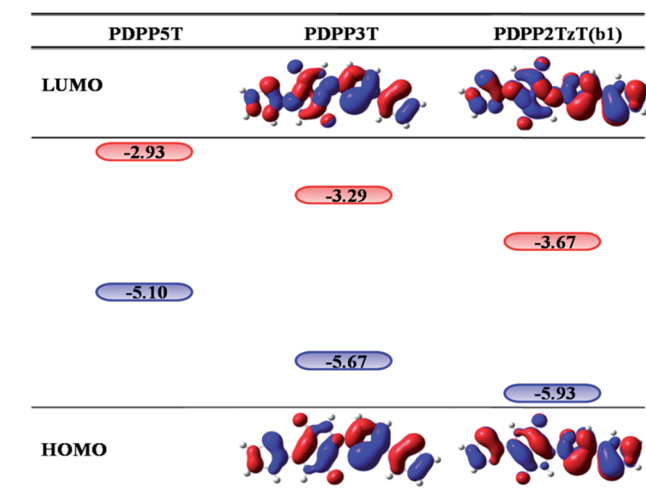 PDPP5T PDPP3T PDPP2TzT(b1)
LUMO
-2.93
-3.29
-3.67
-5.10
-5.67
-5.93
HOMO